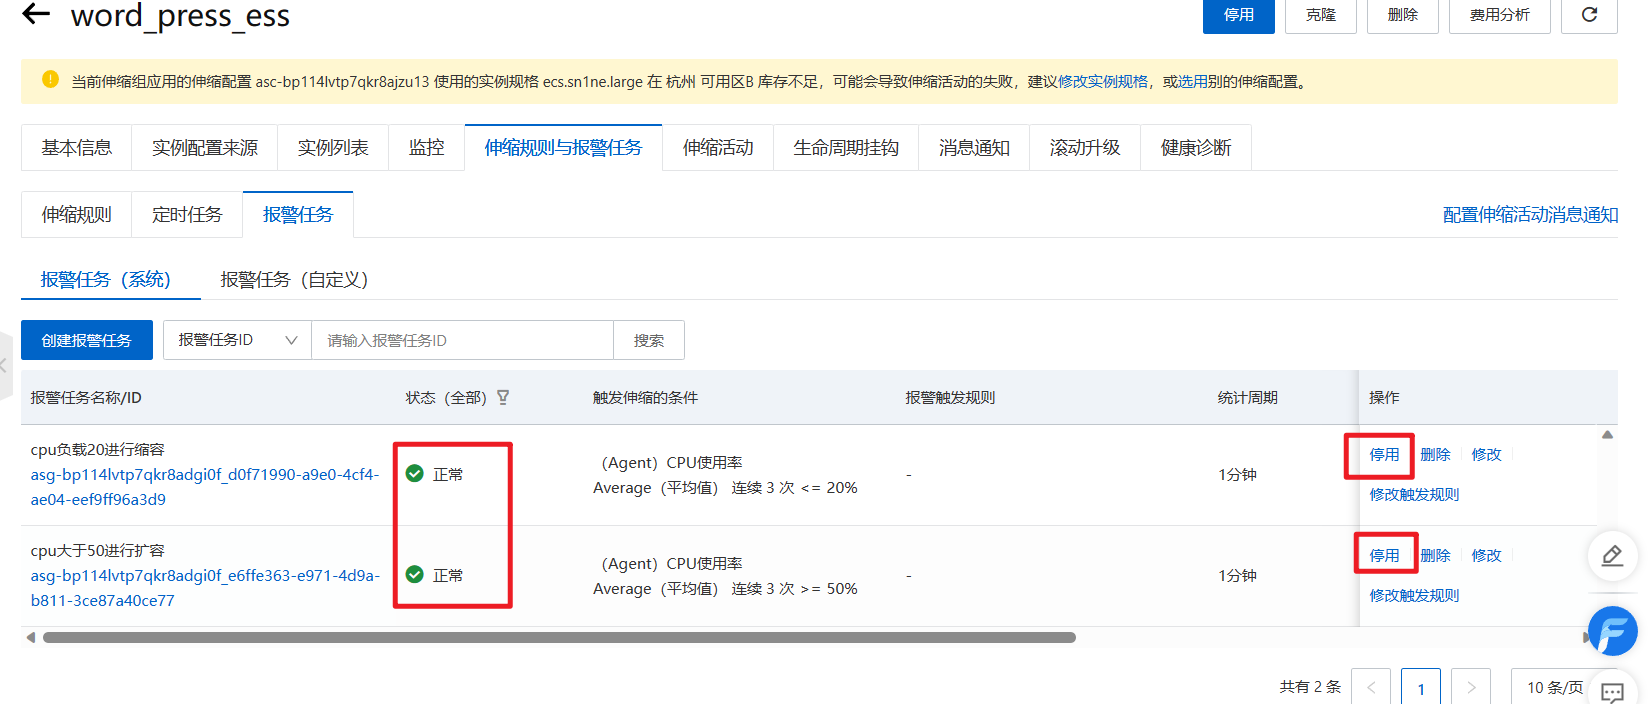 word_press_ess
停用
克隆
删除
费用分析
当前伸缩组应用的伸缩配置 asc-bp114lvtp7qkr8ajzu13 使用的实例规格 ecs.sn1ne.large 在 杭州 可用区B 库存不足，可能会导致伸缩活动的失败，建议修改实例规格，或选用别的伸缩配置。
基本信息
实例配置来源
实例列表
监控
伸缩规则与报警任务
伸缩活动
生命周期挂钩
消息通知
滚动升级
健康诊断
伸缩规则
定时任务
报警任务
配置伸缩活动消息通知
报警任务（系统）
报警任务（自定义）
创建报警任务
报警任务ID
请输入报警任务ID
搜索
报警任务名称/ID
状态（全部）
触发伸缩的条件
报警触发规则
统计周期
操作
cpu负载20进行缩容
asg-bp114lvtp7qkr8adgi0f_d0f71990-a9e0-4cf4-
ae04-eef9ff96a3d9
正常
（Agent）CPU使用率
Average（平均值） 连续 3 次 <= 20%
-
1分钟
停用
删除
修改
修改触发规则
cpu大于50进行扩容
asg-bp114lvtp7qkr8adgi0f_e6ffe363-e971-4d9a-
b811-3ce87a40ce77
正常
（Agent）CPU使用率
Average（平均值） 连续 3 次 >= 50%
-
1分钟
停用
删除
修改
修改触发规则
共有 2 条
1
10 条/页